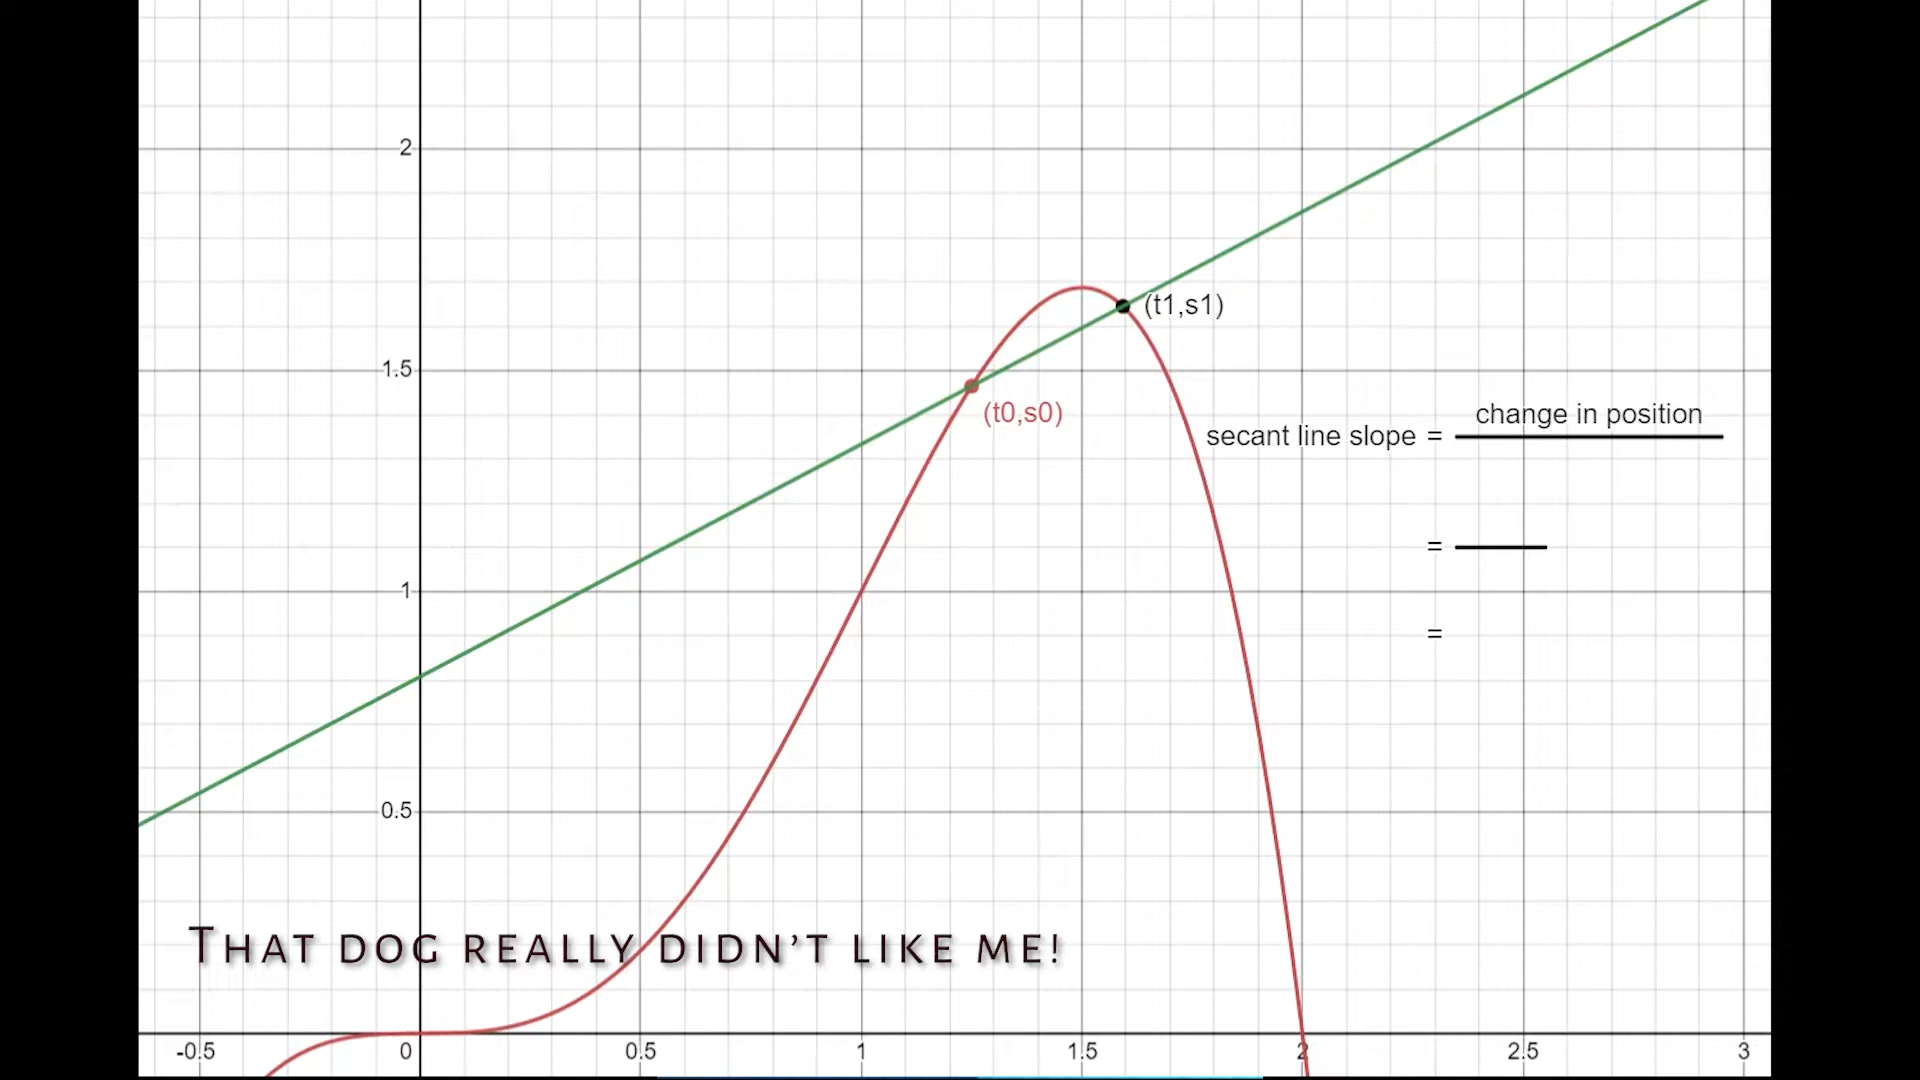 2
(t1,s1)
1.5
(t0,s0)
change in position
secant line slope =
=
1
=
0.5
THAT DOG REALLY DIDN'T LIKE ME!
-0.5 0 0.5 1 1.5 2 2.5 3